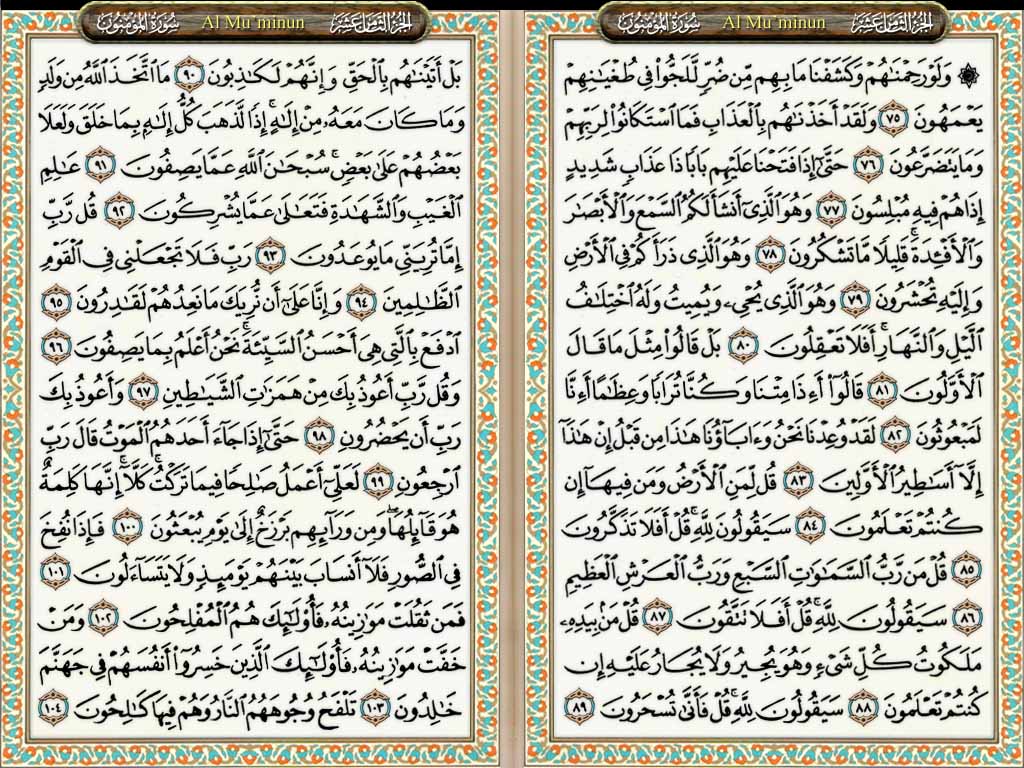 الجزء الثامن عشر
Al Mu`minun
سورة المؤمنون
۞ وَلَوْ رَحِمْنَٰهُمْ وَكَشَفْنَا مَا بِهِم مِّن ضُرٍّ لَّلَجُّوا۟ فِى طُغْيَٰنِهِمْ
يَعْمَهُونَ ٧٥ وَلَقَدْ أَخَذْنَٰهُم بِٱلْعَذَابِ فَمَا ٱسْتَكَانُوا۟ لِرَبِّهِمْ
وَمَا يَتَضَرَّعُونَ ٧٦ حَتَّىٰٓ إِذَا فَتَحْنَا عَلَيْهِم بَابًا ذَا عَذَابٍ شَدِيدٍ
إِذَا هُمْ فِيهِ مُبْلِسُونَ ٧٧ وَهُوَ ٱلَّذِىٓ أَنشَأَ لَكُمُ ٱلسَّمْعَ وَٱلْأَبْصَٰرَ
وَٱلْأَفْـِٔدَةَ ۚ قَلِيلًا مَّا تَشْكُرُونَ ٧٨ وَهُوَ ٱلَّذِى ذَرَأَكُمْ فِى ٱلْأَرْضِ
وَإِلَيْهِ تُحْشَرُونَ ٧٩ وَهُوَ ٱلَّذِى يُحْىِۦ وَيُمِيتُ وَلَهُ ٱخْتِلَٰفُ
ٱلَّيْلِ وَٱلنَّهَارِ ۚ أَفَلَا تَعْقِلُونَ ٨٠ بَلْ قَالُوا۟ مِثْلَ مَا قَالَ
ٱلْأَوَّلُونَ ٨١ قَالُوٓا۟ أَءِذَا مِتْنَا وَكُنَّا تُرَابًا وَعِظَٰمًا أَءِنَّا
لَمَبْعُوثُونَ ٨٢ لَقَدْ وُعِدْنَا نَحْنُ وَءَابَآؤُنَا هَٰذَا مِن قَبْلُ إِنْ هَٰذَآ
إِلَّآ أَسَٰطِيرُ ٱلْأَوَّلِينَ ٨٣ قُل لِّمَنِ ٱلْأَرْضُ وَمَن فِيهَآ إِن
كُنتُمْ تَعْلَمُونَ ٨٤ سَيَقُولُونَ لِلَّهِ ۚ قُلْ أَفَلَا تَذَكَّرُونَ
٨٥ قُلْ مَن رَّبُّ ٱلسَّمَٰوَٰتِ ٱلسَّبْعِ وَرَبُّ ٱلْعَرْشِ ٱلْعَظِيمِ
٨٦ سَيَقُولُونَ لِلَّهِ ۚ قُلْ أَفَلَا تَتَّقُونَ ٨٧ قُلْ مَنۢ بِيَدِهِۦ
مَلَكُوتُ كُلِّ شَىْءٍ وَهُوَ يُجِيرُ وَلَا يُجَارُ عَلَيْهِ إِن
كُنتُمْ تَعْلَمُونَ ٨٨ سَيَقُولُونَ لِلَّهِ ۚ قُلْ فَأَنَّىٰ تُسْحَرُونَ ٨٩
الجزء الثامن عشر
Al Mu`minun
سورة المؤمنون
بَلْ أَتَيْنَٰهُم بِٱلْحَقِّ وَإِنَّهُمْ لَكَٰذِبُونَ ٩٠ مَا ٱتَّخَذَ ٱللَّهُ مِن وَلَدٍ
وَمَا كَانَ مَعَهُۥ مِنْ إِلَٰهٍ ۚ إِذًا لَّذَهَبَ كُلُّ إِلَٰهٍۭ بِمَا خَلَقَ وَلَعَلَا
بَعْضُهُمْ عَلَىٰ بَعْضٍ ۚ سُبْحَٰنَ ٱللَّهِ عَمَّا يَصِفُونَ ٩١ عَٰلِمِ
ٱلْغَيْبِ وَٱلشَّهَٰدَةِ فَتَعَٰلَىٰ عَمَّا يُشْرِكُونَ ٩٢ قُل رَّبِّ
إِمَّا تُرِيَنِّى مَا يُوعَدُونَ ٩٣ رَبِّ فَلَا تَجْعَلْنِى فِى ٱلْقَوْمِ
ٱلظَّٰلِمِينَ ٩٤ وَإِنَّا عَلَىٰٓ أَن نُّرِيَكَ مَا نَعِدُهُمْ لَقَٰدِرُونَ ٩٥
ٱدْفَعْ بِٱلَّتِى هِىَ أَحْسَنُ ٱلسَّيِّئَةَ ۚ نَحْنُ أَعْلَمُ بِمَا يَصِفُونَ ٩٦
وَقُل رَّبِّ أَعُوذُ بِكَ مِنْ هَمَزَٰتِ ٱلشَّيَٰطِينِ ٩٧ وَأَعُوذُ بِكَ
رَبِّ أَن يَحْضُرُونِ ٩٨ حَتَّىٰٓ إِذَا جَآءَ أَحَدَهُمُ ٱلْمَوْتُ قَالَ رَبِّ
ٱرْجِعُونِ ٩٩ لَعَلِّىٓ أَعْمَلُ صَٰلِحًا فِيمَا تَرَكْتُ ۚ كَلَّآ ۚ إِنَّهَا كَلِمَةٌ
هُوَ قَآئِلُهَا ۖ وَمِن وَرَآئِهِم بَرْزَخٌ إِلَىٰ يَوْمِ يُبْعَثُونَ ١٠٠ فَإِذَا نُفِخَ
فِى ٱلصُّورِ فَلَآ أَنسَابَ بَيْنَهُمْ يَوْمَئِذٍ وَلَا يَتَسَآءَلُونَ ١٠١
فَمَن ثَقُلَتْ مَوَٰزِينُهُۥ فَأُو۟لَٰٓئِكَ هُمُ ٱلْمُفْلِحُونَ ١٠٢ وَمَنْ
خَفَّتْ مَوَٰزِينُهُۥ فَأُو۟لَٰٓئِكَ ٱلَّذِينَ خَسِرُوٓا۟ أَنفُسَهُمْ فِى جَهَنَّمَ
خَٰلِدُونَ ١٠٣ تَلْفَحُ وُجُوهَهُمُ ٱلنَّارُ وَهُمْ فِيهَا كَٰلِحُونَ ١٠٤